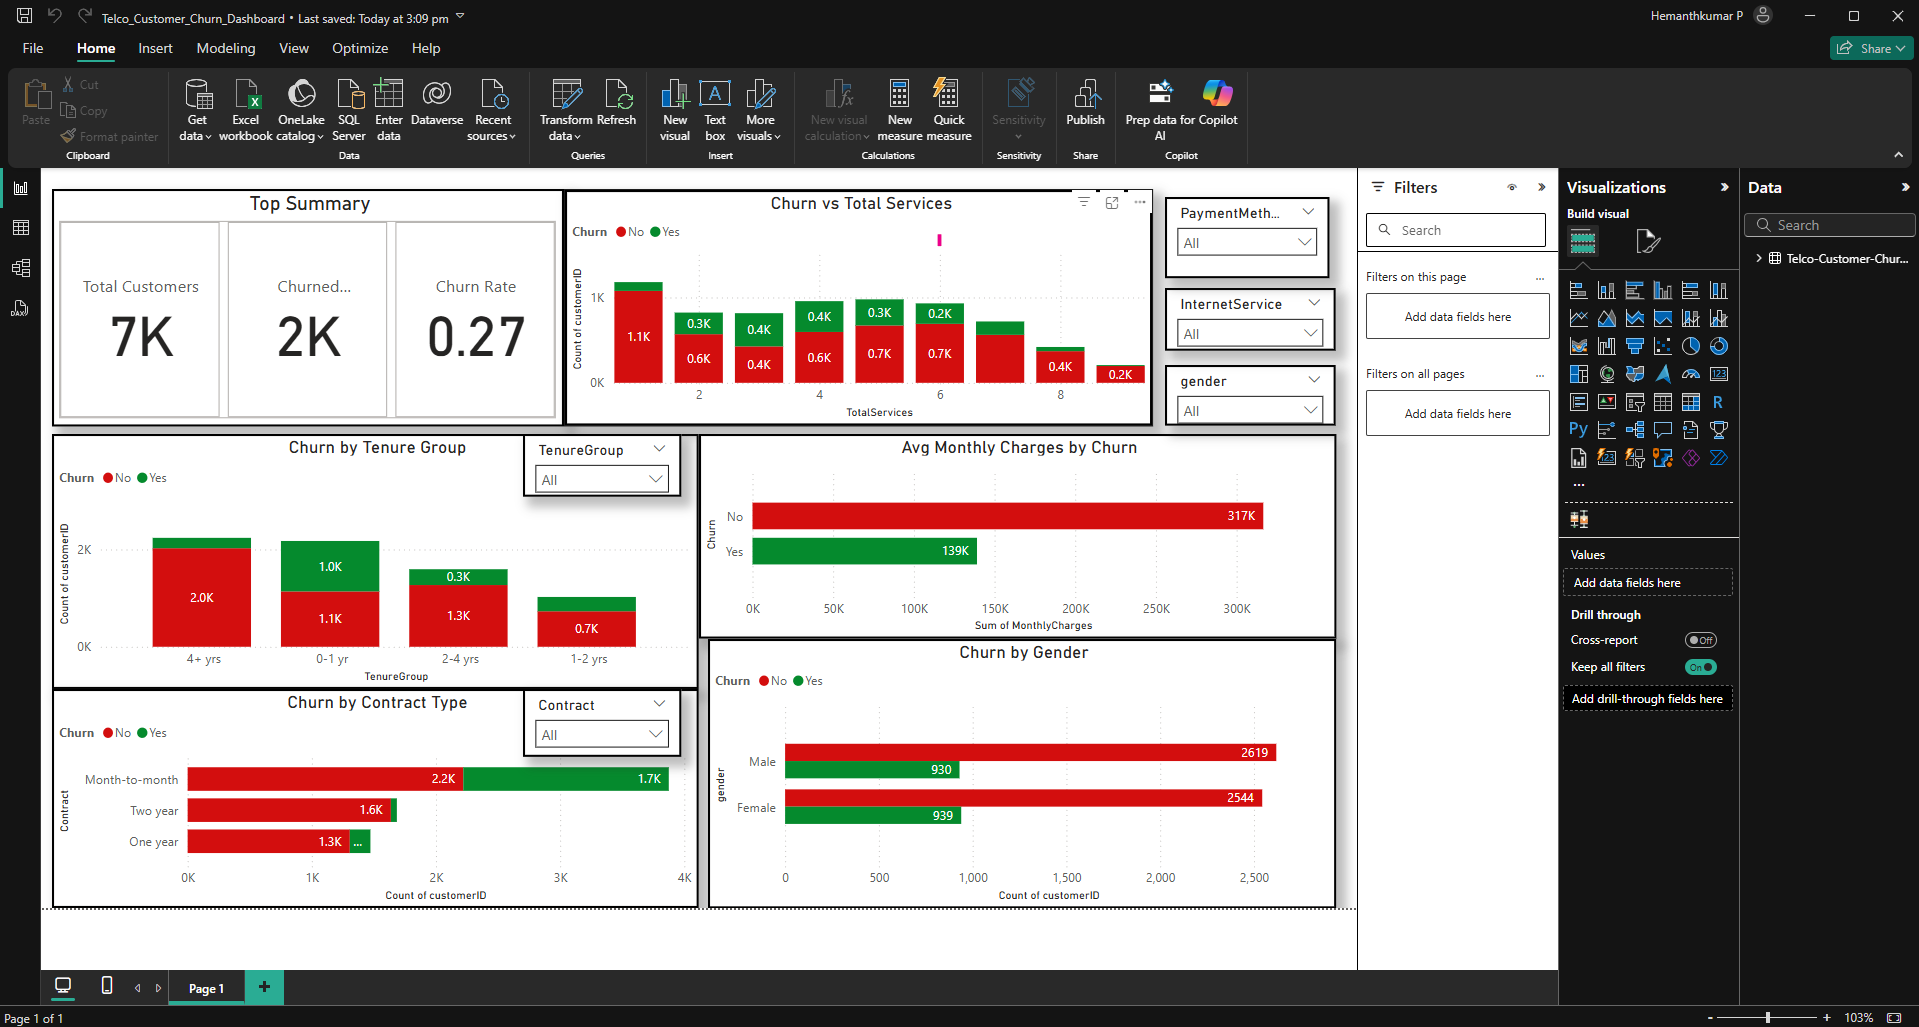 Telco_Customer_Churn_Dashboard • Last saved: Today at 3:09 pm
Hemanthkumar P
File Home Insert Modeling View Optimize Help
Share
Paste
Cut
Copy
Format painter
Clipboard
Get data
Excel workbook
OneLake catalog
SQL Server
Enter data
Dataverse
Recent sources
Data
Transform data
Refresh
Queries
New visual
Text box
More visuals
Insert
New visual calculation
New measure
Quick measure
Calculations
Sensitivity
Sensitivity
Publish
Share
Prep data for AI
Copilot
Copilot
Top Summary
Total Customers
7K
Churned...
2K
Churn Rate
0.27
Churn vs Total Services
Churn No Yes
Count of customerID
1K
0K
1.1K
0.3K
0.6K
0.4K
0.4K
0.4K
0.6K
0.3K
0.7K
0.2K
0.7K
0.4K
0.2K
2 4 6 8
TotalServices
PaymentMeth...
All
InternetService
All
gender
All
Churn by Tenure Group
TenureGroup
All
Churn No Yes
Count of customerID
2K
0K
2.0K
1.0K
1.1K
0.3K
1.3K
0.7K
4+ yrs 0-1 yr 2-4 yrs 1-2 yrs
TenureGroup
Avg Monthly Charges by Churn
Churn
No 317K
Yes 139K
0K 50K 100K 150K 200K 250K 300K
Sum of MonthlyCharges
Churn by Contract Type
Contract
All
Churn No Yes
Contract
Month-to-month 2.2K 1.7K
Two year 1.6K
One year 1.3K ...
0K 1K 2K 3K 4K
Count of customerID
Churn by Gender
Churn No Yes
gender
Male 2619
930
Female 2544
939
0 500 1,000 1,500 2,000 2,500
Count of customerID
Filters
Search
Filters on this page ...
Add data fields here
Filters on all pages ...
Add data fields here
Visualizations
Build visual
123
R
Py
123
...
Values
Add data fields here
Drill through
Cross-report Off
Keep all filters On
Add drill-through fields here
Data
Search
Telco-Customer-Chur...
DAX
Page 1
+
Page 1 of 1
- + 103%